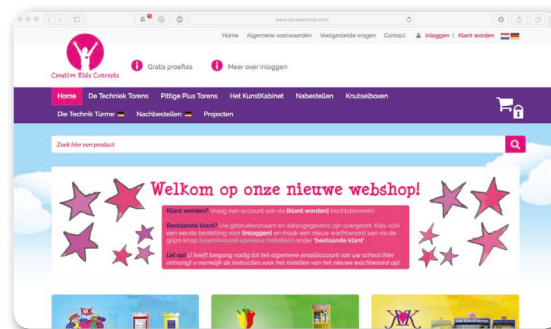 www.ckcwebshop.com
Home Algemene voorwaarden Veelgestelde vragen Contact Inloggen | Klant worden
Creative Kids Concepts
Gratis proefles Meer over inloggen
Home De Techniek Torens Pittige Plus Torens Het KunstKabinet Nabestellen Knutselboxen
Die Technik Türme Nachbestellen Projecten
Zoek hier een product
Welkom op onze nieuwe webshop!
Klant worden? Vraag een account aan via [klant worden] (rechtsbovenin).
Bestaande klant? Uw gebruikersnaam en adresgegevens zijn overgezet. Kies vóór
een eerste bestelling voor [inloggen] en maak een nieuw wachtwoord aan via de
grijze knop [wachtwoord opnieuw instellen] onder 'bestaande klant'.
Let op! U heeft toegang nodig tot het algemene emailaccount van uw school (hier
ontvangt u namelijk de instructies voor het instellen van het nieuwe wachtwoord op).